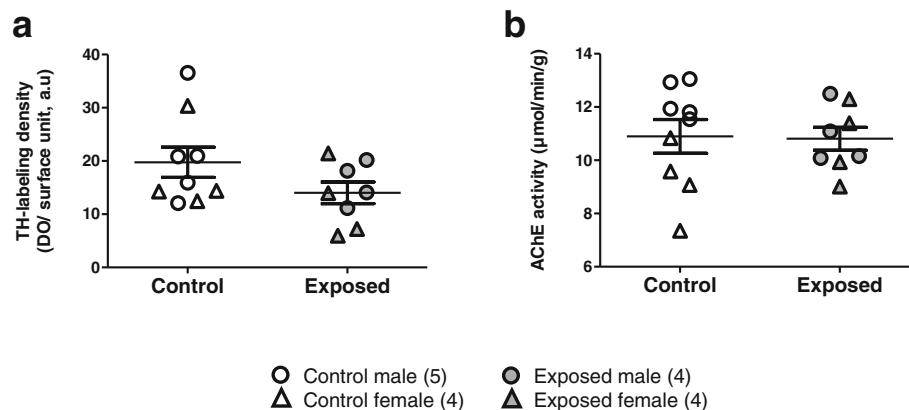 a
TH-labeling density
(DO/ surface unit, a.u)
40
30
20
10
0
Control
Exposed
b
AChE activity (µmol/min/g)
14
12
10
8
6
Control
Exposed
Control male (5)
Control female (4)
Exposed male (4)
Exposed female (4)